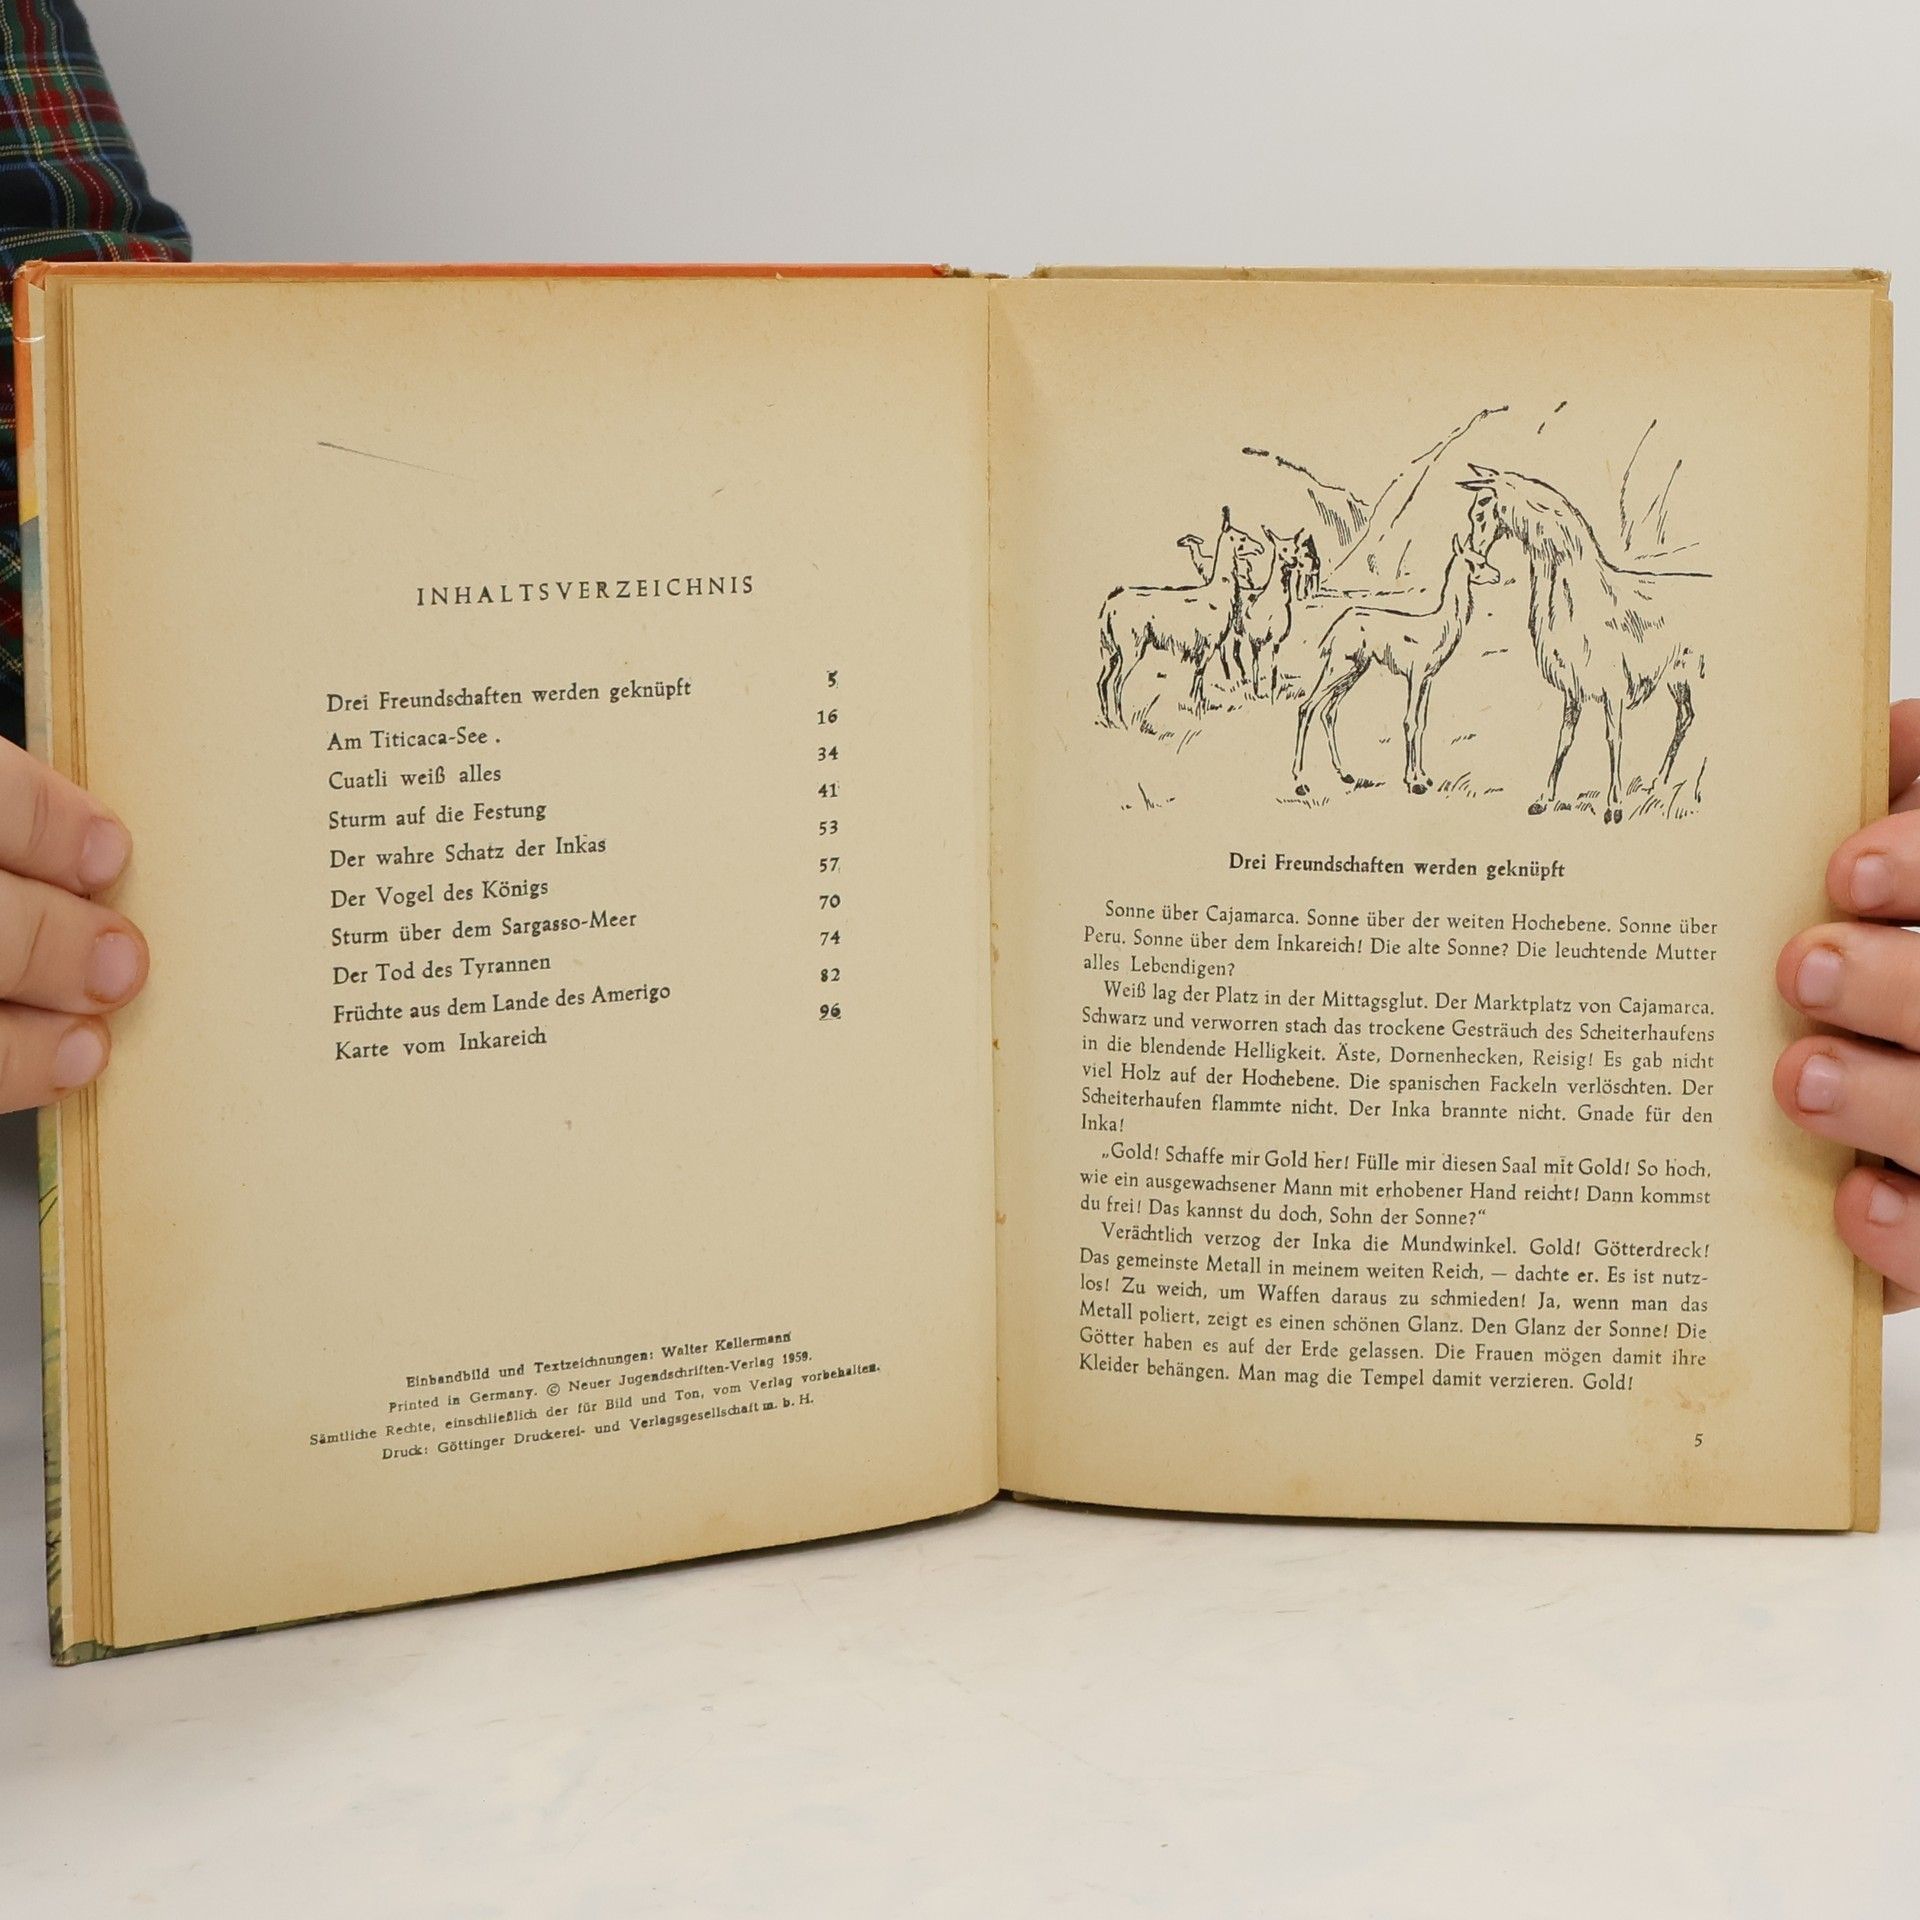 INHALTSVERZEICHNIS
Drei Freundschaften werden geknüpft 5
Am Titicaca-See . 16
Cuatli weiß alles 34
Sturm auf die Festung 41
Der wahre Schatz der Inkas 53
Der Vogel des Königs 57
Sturm über dem Sargasso-Meer 70
Der Tod des Tyrannen 74
Früchte aus dem Lande des Amerigo 82
Karte vom Inkareich 96
Einbandbild und Textzeichnungen: Walter Kellermann
Printed in Germany. © Neuer Jugendschriften-Verlag 1959.
Sämtliche Rechte, einschließlich der für Bild und Ton, vom Verlag vorbehalten.
Druck: Göttinger Druckerei- und Verlagsgesellschaft m. b. H.
Drei Freundschaften werden geknüpft
Sonne über Cajamarca. Sonne über der weiten Hochebene. Sonne über
Peru. Sonne über dem Inkareich! Die alte Sonne? Die leuchtende Mutter
alles Lebendigen?
Weiß lag der Platz in der Mittagsglut. Der Marktplatz von Cajamarca.
Schwarz und verworren stach das trockene Gesträuch des Scheiterhaufens
in die blendende Helligkeit. Äste, Dornenhecken, Reisig! Es gab nicht
viel Holz auf der Hochebene. Die spanischen Fackeln verlöschten. Der
Scheiterhaufen flammte nicht. Der Inka brannte nicht. Gnade für den
Inka!
„Gold! Schaffe mir Gold her! Fülle mir diesen Saal mit Gold! So hoch,
wie ein ausgewachsener Mann mit erhobener Hand reicht! Dann kommst
du frei! Das kannst du doch, Sohn der Sonne?“
Verächtlich verzog der Inka die Mundwinkel. Gold! Götterdreck!
Das gemeinste Metall in meinem weiten Reich, — dachte er. Es ist nutz-
los! Zu weich, um Waffen daraus zu schmieden! Ja, wenn man das
Metall poliert, zeigt es einen schönen Glanz. Den Glanz der Sonne! Die
Götter haben es auf der Erde gelassen. Die Frauen mögen damit ihre
Kleider behängen. Man mag die Tempel damit verzieren. Gold!
5